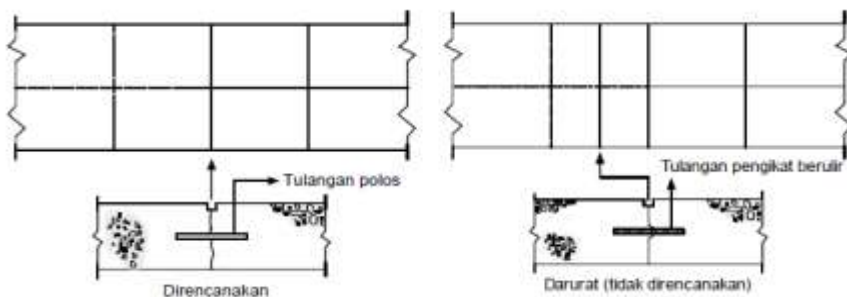 Tulangan polos
Direncanakan
Tulangan pengikat berulir
Darurat (tidak direncanakan)